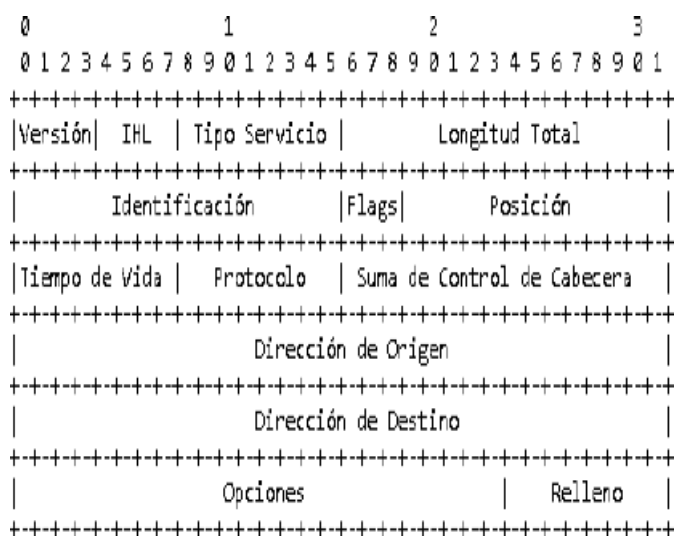 0                   1                   2                   3
0 1 2 3 4 5 6 7 8 9 0 1 2 3 4 5 6 7 8 9 0 1 2 3 4 5 6 7 8 9 0 1
+-+-+-+-+-+-+-+-+-+-+-+-+-+-+-+-+-+-+-+-+-+-+-+-+-+-+-+-+-+-+-+-+
|Versión| IHL | Tipo Servicio | Longitud Total |
+-+-+-+-+-+-+-+-+-+-+-+-+-+-+-+-+-+-+-+-+-+-+-+-+-+-+-+-+-+-+-+-+
| Identificación |Flags| Posición |
+-+-+-+-+-+-+-+-+-+-+-+-+-+-+-+-+-+-+-+-+-+-+-+-+-+-+-+-+-+-+-+-+
|Tiempo de Vida | Protocolo | Suma de Control de Cabecera |
+-+-+-+-+-+-+-+-+-+-+-+-+-+-+-+-+-+-+-+-+-+-+-+-+-+-+-+-+-+-+-+-+
| Dirección de Origen |
+-+-+-+-+-+-+-+-+-+-+-+-+-+-+-+-+-+-+-+-+-+-+-+-+-+-+-+-+-+-+-+-+
| Dirección de Destino |
+-+-+-+-+-+-+-+-+-+-+-+-+-+-+-+-+-+-+-+-+-+-+-+-+-+-+-+-+-+-+-+-+
| Opciones | Relleno |
+-+-+-+-+-+-+-+-+-+-+-+-+-+-+-+-+-+-+-+-+-+-+-+-+-+-+-+-+-+-+-+-+